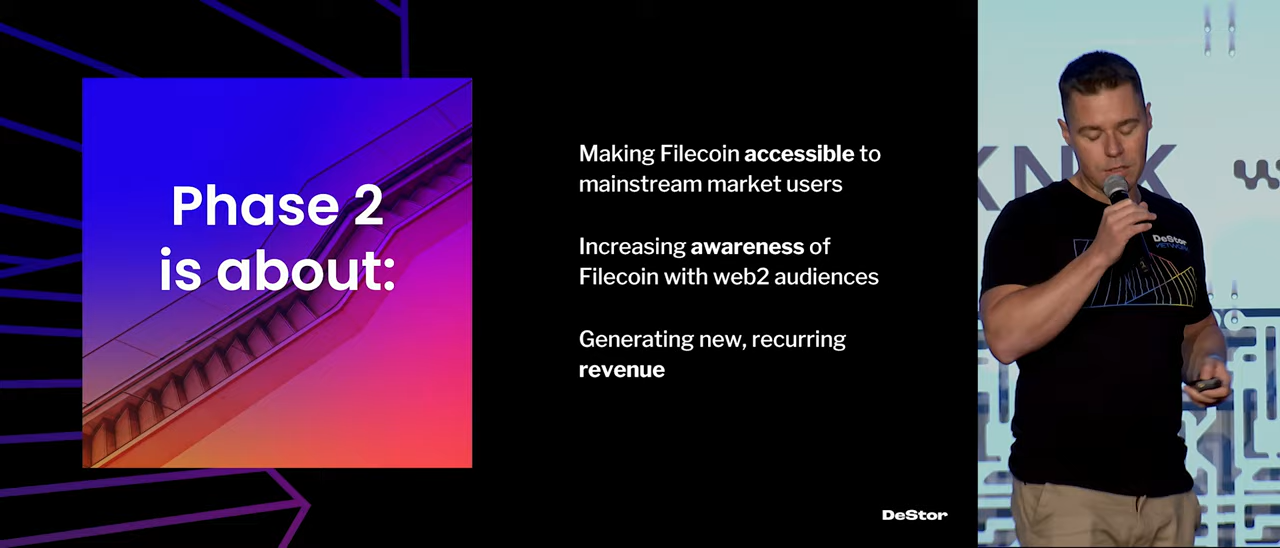 Phase 2
is about:
Making Filecoin accessible to
mainstream market users
Increasing awareness of
Filecoin with web2 audiences
Generating new, recurring
revenue
DeStor
DeStor
NETWORK